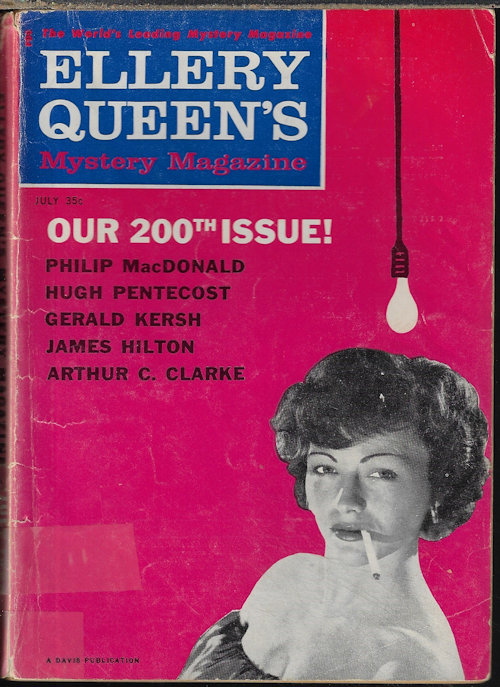 The World's Leading Mystery Magazine
ELLERY
QUEEN'S
Mystery Magazine
JULY 35c
OUR 200TH ISSUE!
PHILIP MacDONALD
HUGH PENTECOST
GERALD KERSH
JAMES HILTON
ARTHUR C. CLARKE
A DAVIS PUBLICATION